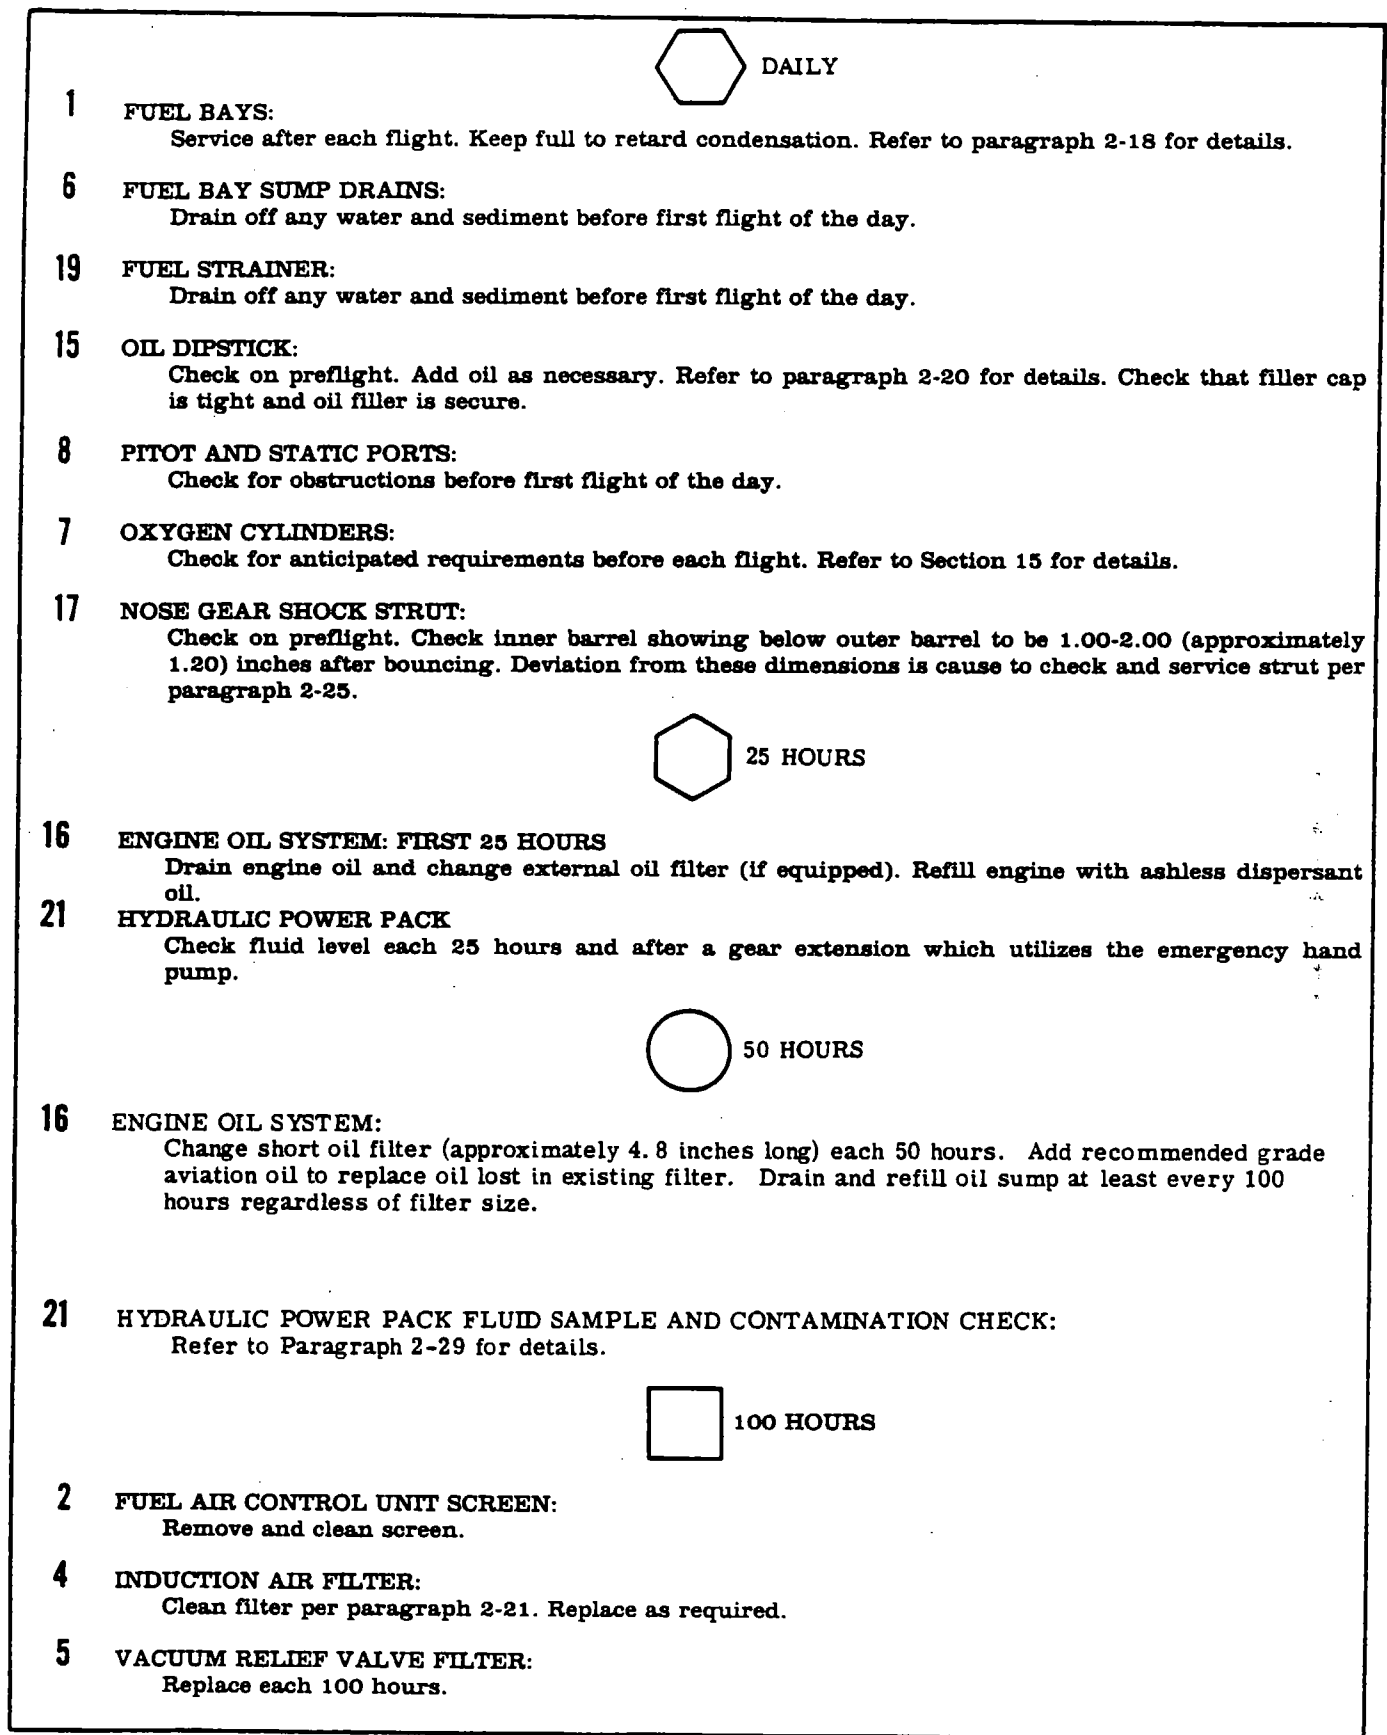 DAILY
1 FUEL BAYS:
Service after each flight. Keep full to retard condensation. Refer to paragraph 2-18 for details.
6 FUEL BAY SUMP DRAINS:
Drain off any water and sediment before first flight of the day.
19 FUEL STRAINER:
Drain off any water and sediment before first flight of the day.
15 OIL DIPSTICK:
Check on preflight. Add oil as necessary. Refer to paragraph 2-20 for details. Check that filler cap
is tight and oil filler is secure.
8 PITOT AND STATIC PORTS:
Check for obstructions before first flight of the day.
7 OXYGEN CYLINDERS:
Check for anticipated requirements before each flight. Refer to Section 15 for details.
17 NOSE GEAR SHOCK STRUT:
Check on preflight. Check inner barrel showing below outer barrel to be 1.00-2.00 (approximately
1.20) inches after bouncing. Deviation from these dimensions is cause to check and service strut per
paragraph 2-25.
25 HOURS
16 ENGINE OIL SYSTEM: FIRST 25 HOURS
Drain engine oil and change external oil filter (if equipped). Refill engine with ashless dispersant
oil.
21 HYDRAULIC POWER PACK
Check fluid level each 25 hours and after a gear extension which utilizes the emergency hand
pump.
50 HOURS
16 ENGINE OIL SYSTEM:
Change short oil filter (approximately 4.8 inches long) each 50 hours. Add recommended grade
aviation oil to replace oil lost in existing filter. Drain and refill oil sump at least every 100
hours regardless of filter size.
21 HYDRAULIC POWER PACK FLUID SAMPLE AND CONTAMINATION CHECK:
Refer to Paragraph 2-29 for details.
100 HOURS
2 FUEL AIR CONTROL UNIT SCREEN:
Remove and clean screen.
4 INDUCTION AIR FILTER:
Clean filter per paragraph 2-21. Replace as required.
5 VACUUM RELIEF VALVE FILTER:
Replace each 100 hours.